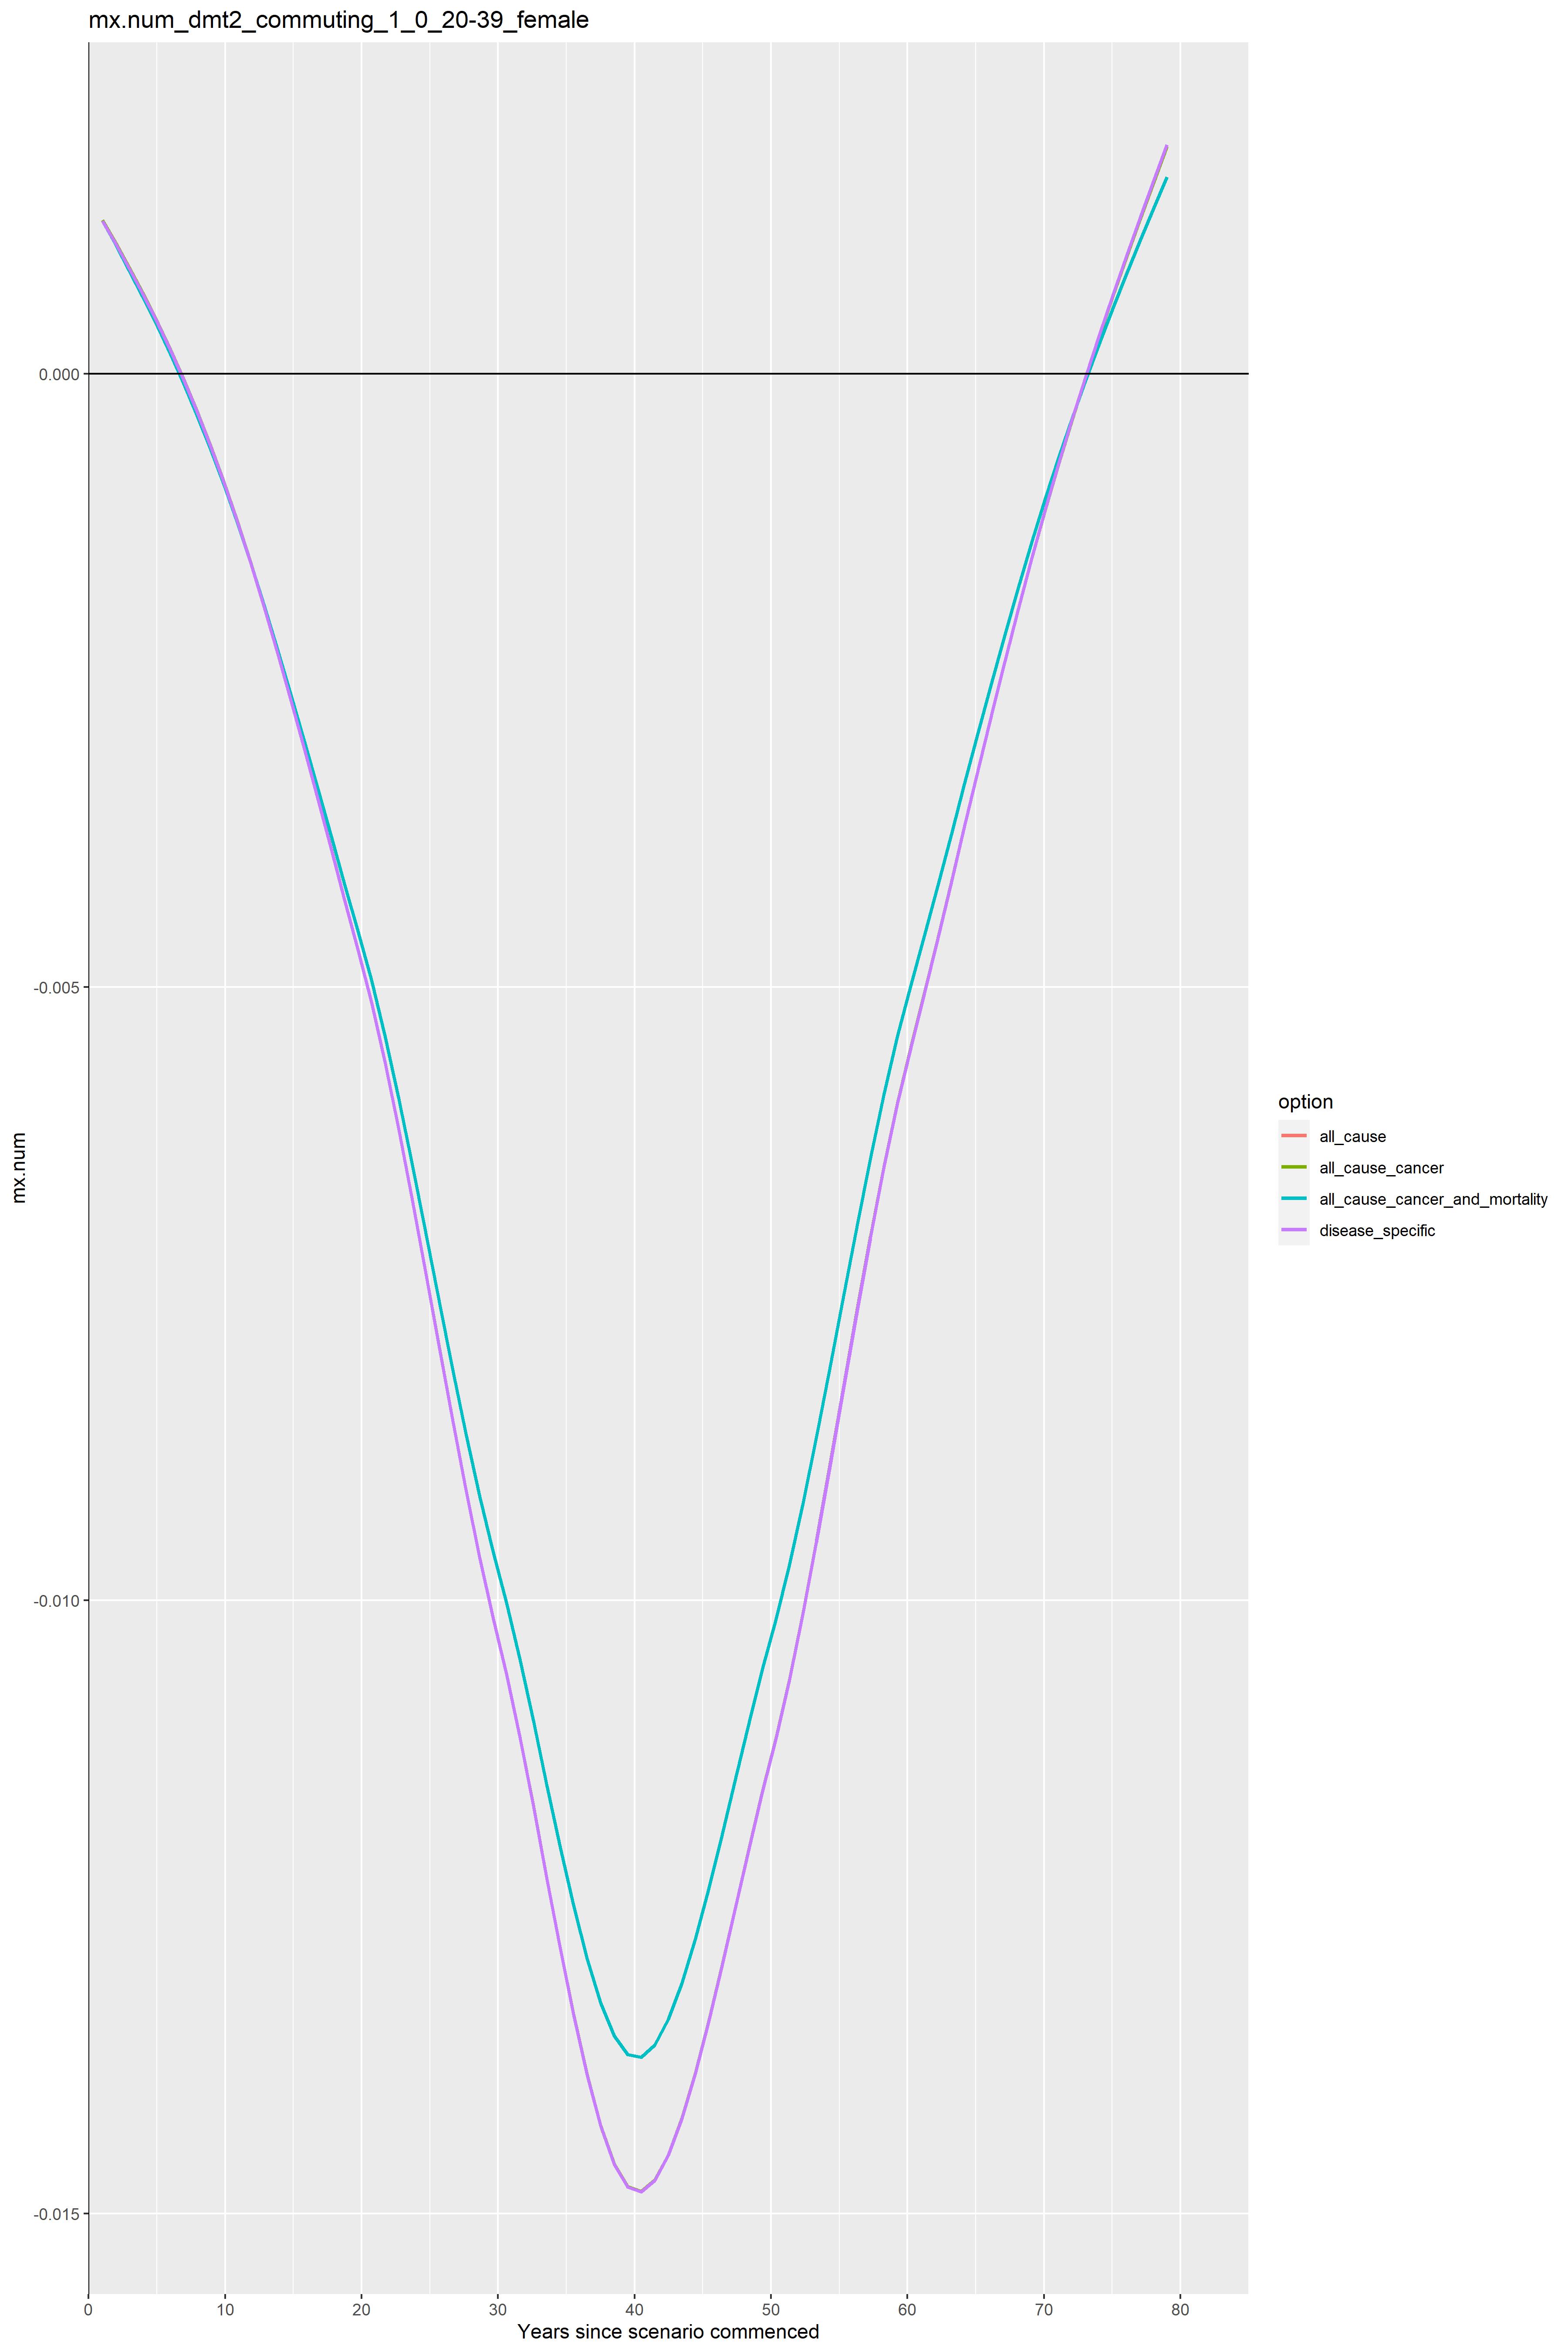 mx.num_dmt2_commuting_1_0_20-39_female
0.000
-0.005
-0.010
-0.015
mx.num
0 10 20 30 40 50 60 70 80
Years since scenario commenced
option
all_cause
all_cause_cancer
all_cause_cancer_and_mortality
disease_specific